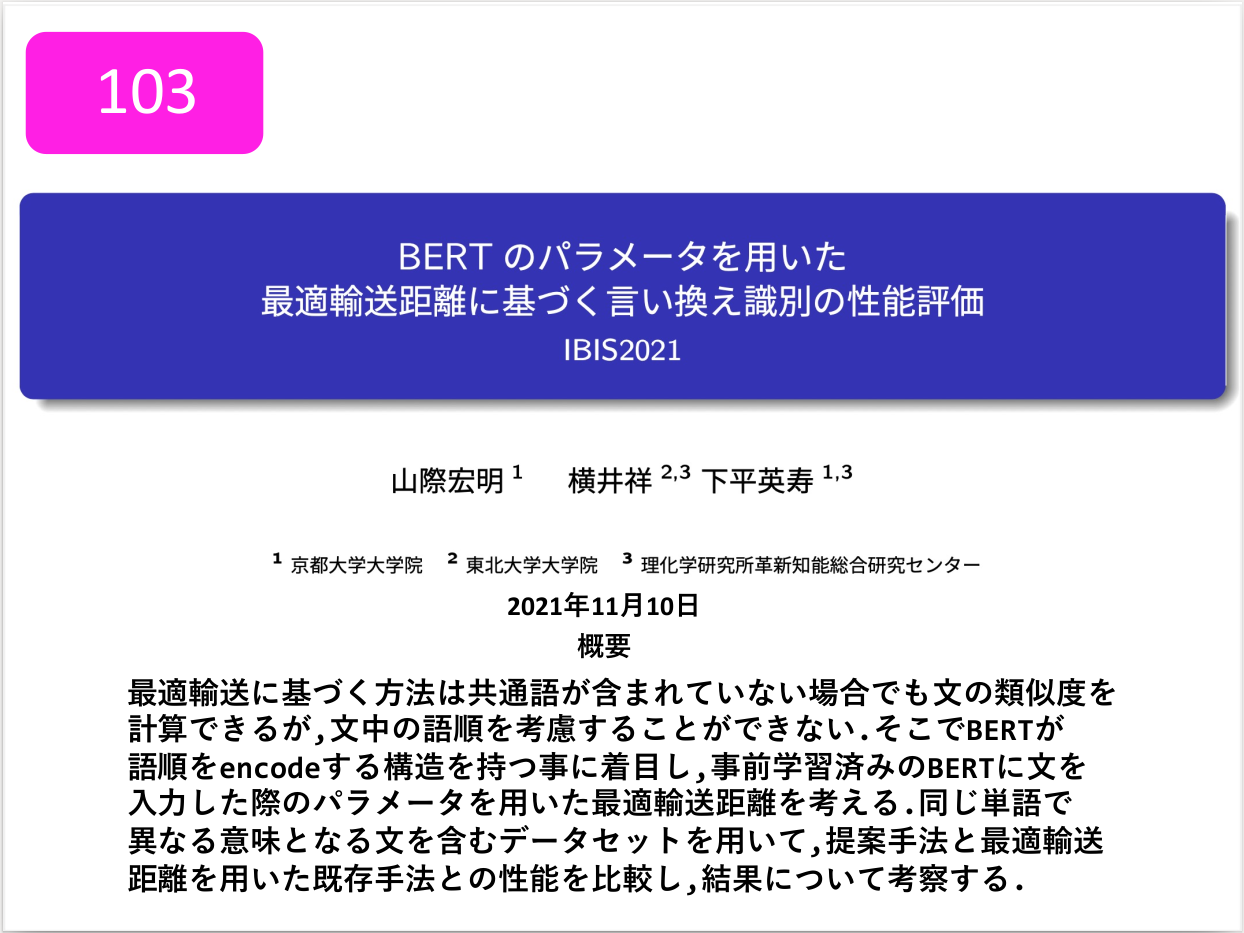 103
BERT のパラメータを用いた
最適輸送距離に基づく言い換え識別の性能評価
IBIS2021
山際宏明 1 横井祥 2,3 下平英寿 1,3
1 京都大学大学院 2 東北大学大学院 3 理化学研究所革新知能総合研究センター
2021年11月10日
概要
最適輸送に基づく方法は共通語が含まれていない場合でも文の類似度を
計算できるが,文中の語順を考慮することができない.そこでBERTが
語順をencodeする構造を持つ事に着目し,事前学習済みのBERTに文を
入力した際のパラメータを用いた最適輸送距離を考える.同じ単語で
異なる意味となる文を含むデータセットを用いて,提案手法と最適輸送
距離を用いた既存手法との性能を比較し,結果について考察する.